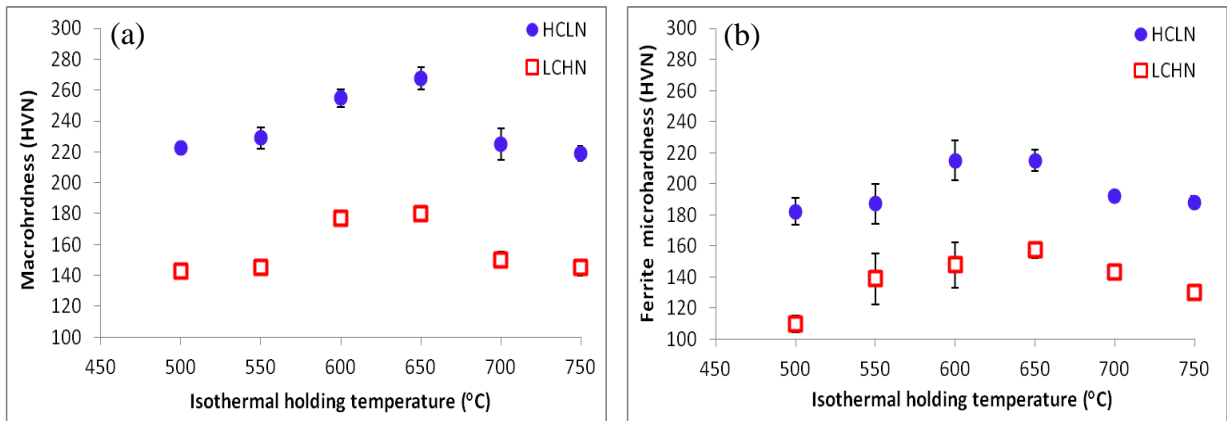 (a)
HCLN
LCHN
Macrohrdness (HVN)
300
280
260
240
220
200
180
160
140
120
100
450 500 550 600 650 700 750
Isothermal holding temperature (°C)
(b)
HCLN
LCHN
Ferrite microhardness (HVN)
300
280
260
240
220
200
180
160
140
120
100
450 500 550 600 650 700 750
Isothermal holding temperature (°C)